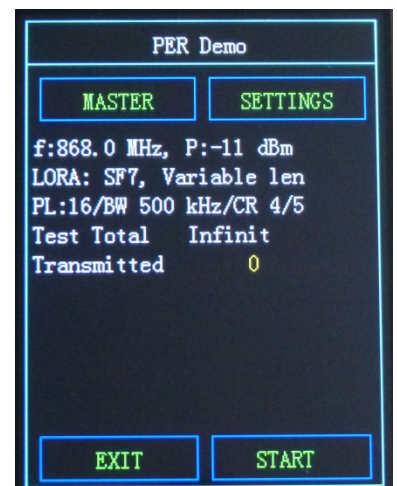 PER Demo
MASTER SETTINGS
f:868.0 MHz, P:-11 dBm
LORA: SF7, Variable len
PL:16/BW 500 kHz/CR 4/5
Test Total Infinit
Transmitted 0
EXIT START